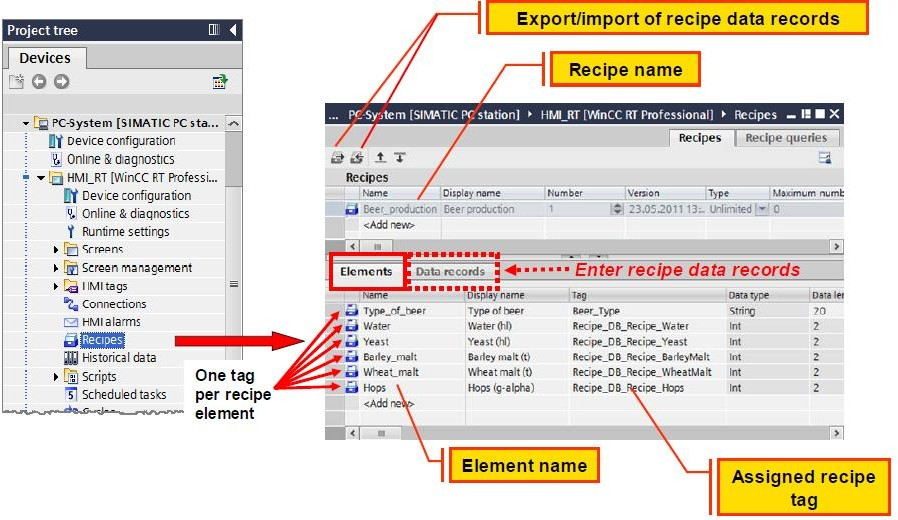 Export/import of recipe data records
Recipe name
Project tree
Devices
PC-System [SIMATIC PC sta...
Device configuration
Online & diagnostics
HMI_RT [WinCC RT Professi...
Device configuration
Online & diagnostics
Runtime settings
Screens
Screen management
HMI tags
Connections
HMI alarms
Recipes
Historical data
Scripts
Scheduled tasks
One tag
per recipe
element
... PC-System [SIMATIC PC station] HMI_RT [WinCC RT Professional] Recipes
Recipes Recipe queries
Recipes
Name Display name Number Version Type Maximum numb
Beer_production Beer production 1 23.05.2011 13:.. Unlimited 0
<Add new>
Elements Data records Enter recipe data records
Name Display name Tag Data type Data len
Type_of_beer Type of beer Beer_Type String 20
Water Water (hl) Recipe_DB_Recipe_Water Int 2
Yeast Yeast (hl) Recipe_DB_Recipe_Yeast Int 2
Barley_malt Barley malt (t) Recipe_DB_Recipe_BarleyMalt Int 2
Wheat_malt Wheat malt (t) Recipe_DB_Recipe_WheatMalt Int 2
Hops Hops (g-alpha) Recipe_DB_Recipe_Hops Int 2
<Add new>
Element name
Assigned recipe
tag